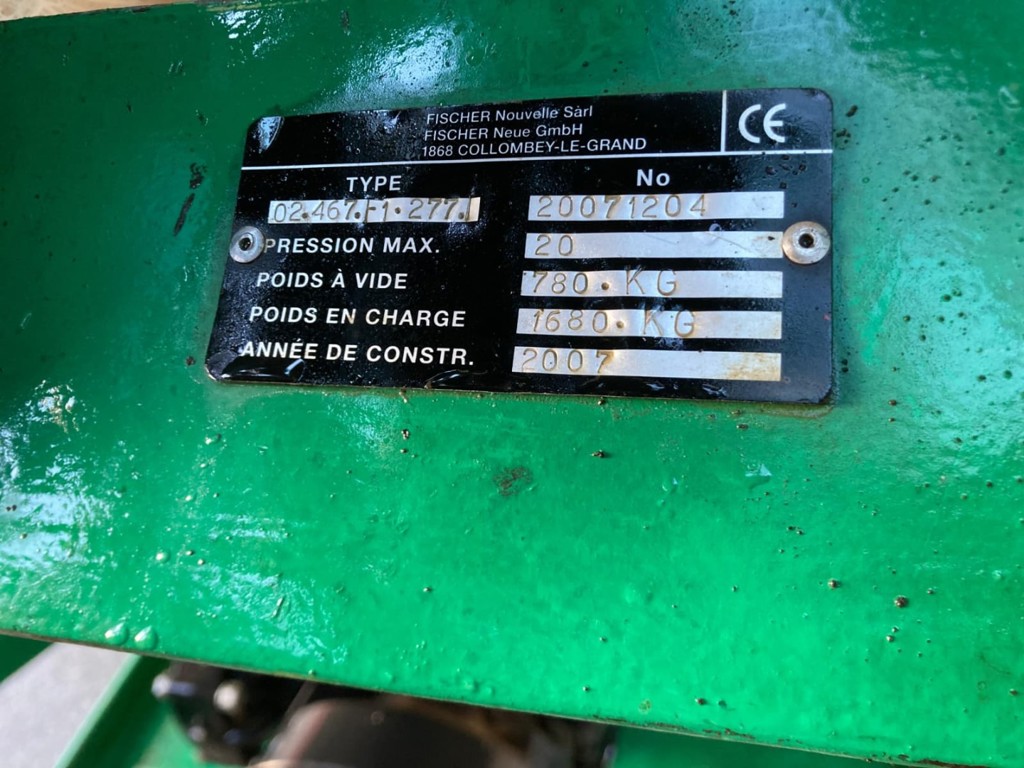 FISCHER Nouvelle Sàrl
FISCHER Neue GmbH
1868 COLLOMBEY-LE-GRAND
CE
TYPE
02.467.-1.277.
No
20071204
PRESSION MAX. 20
POIDS À VIDE 780.KG
POIDS EN CHARGE 1680.KG
ANNÉE DE CONSTR. 2007